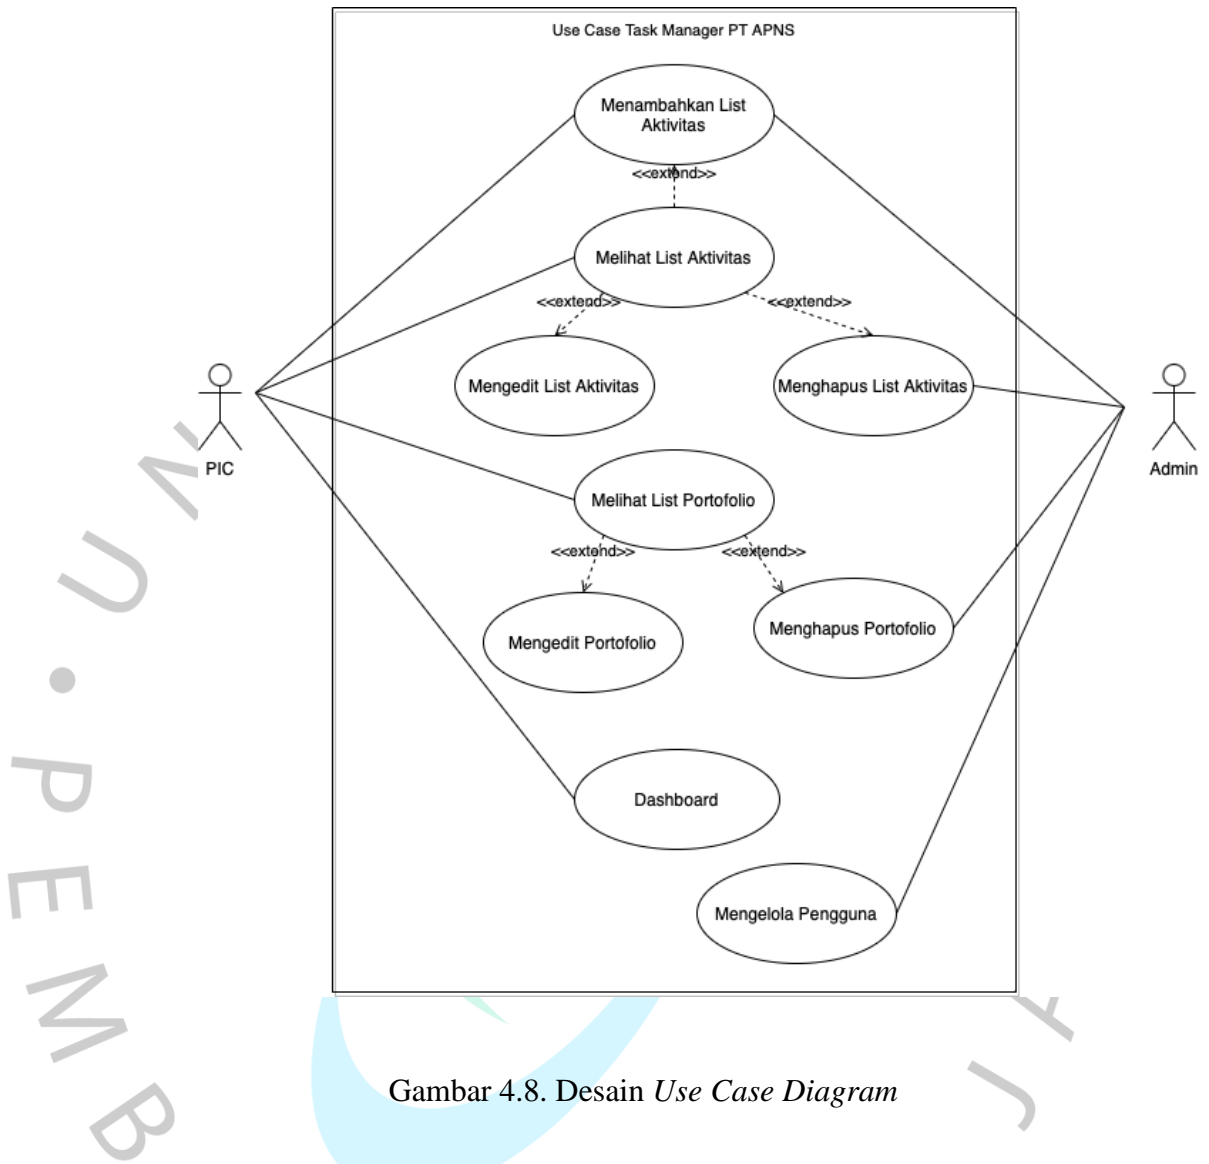 Use Case Task Manager PT APNS
Menambahkan List
Aktivitas
<<extend>>
Melihat List Aktivitas
<<extend>>
<<extend>>
Mengedit List Aktivitas
Menghapus List Aktivitas
PIC
Admin
Melihat List Portofolio
<<extend>>
<<extend>>
Mengedit Portofolio
Menghapus Portofolio
Dashboard
Mengelola Pengguna
U • PEMB
J
Gambar 4.8. Desain Use Case Diagram